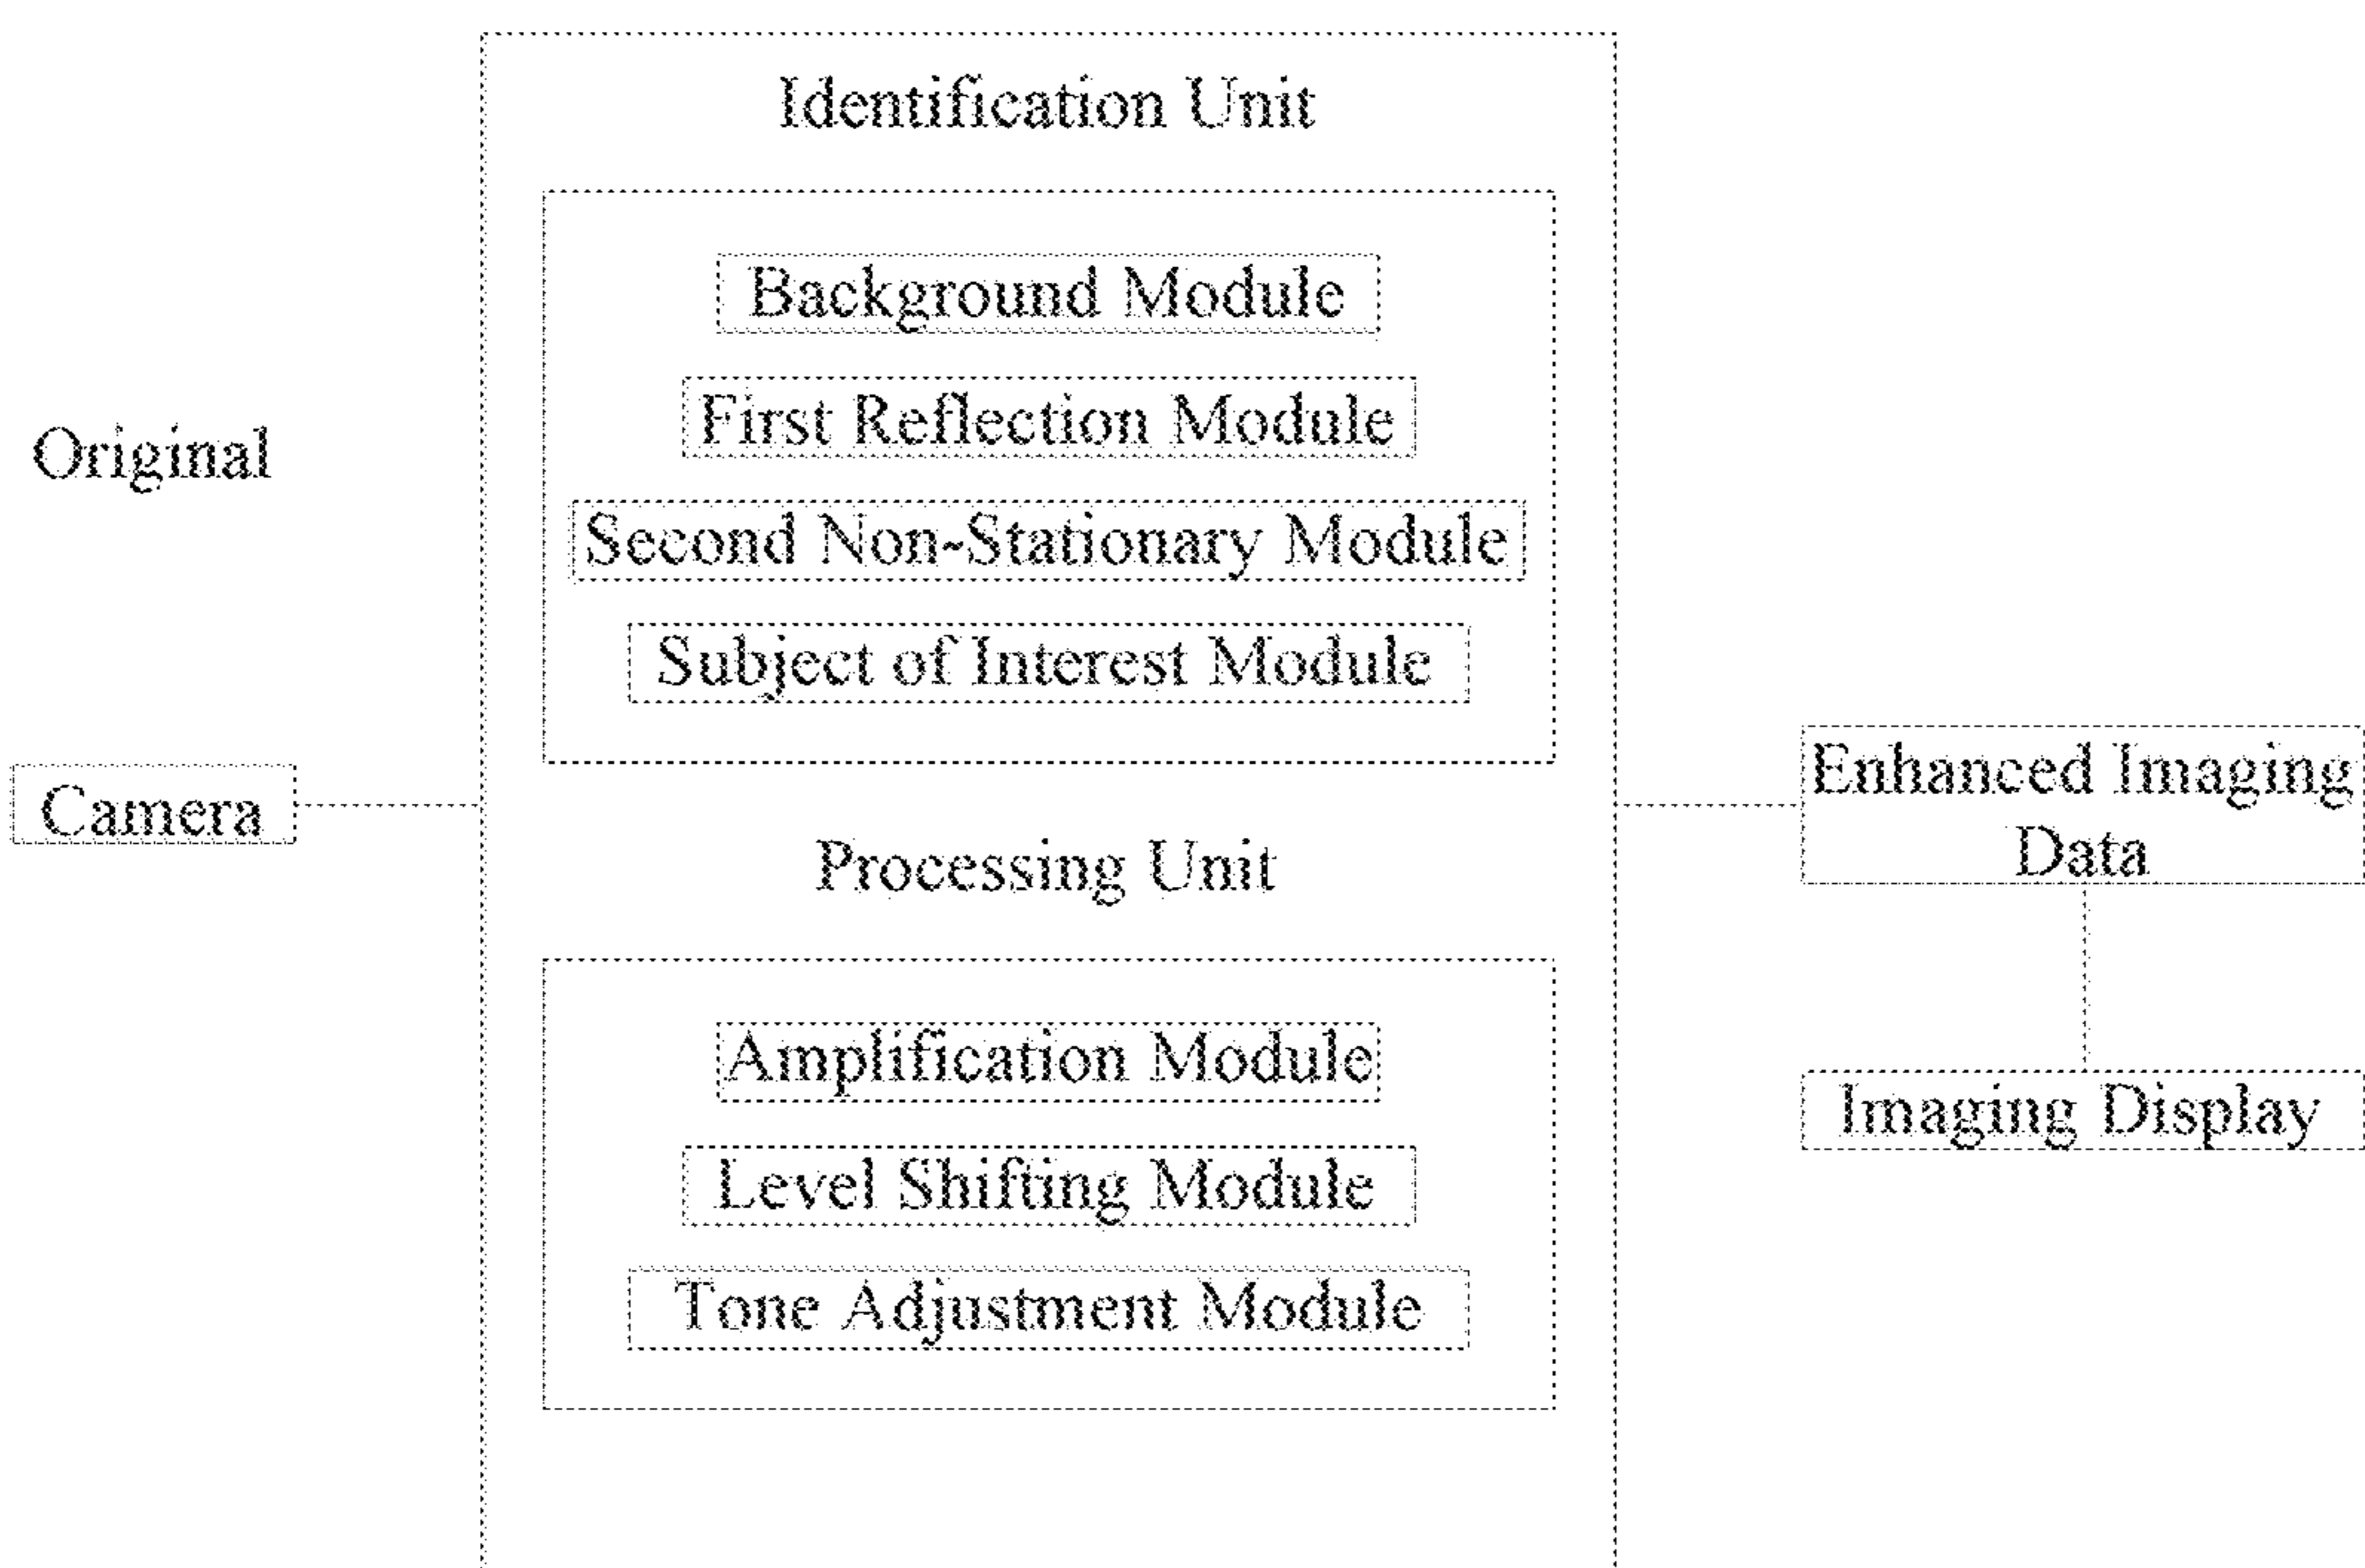 Original
Camera
Identification Unit
Background Module
First Reflection Module
Second Non-Stationary Module
Subject of Interest Module
Processing Unit
Amplification Module
Level Shifting Module
Tone Adjustment Module
Enhanced Imaging
Data
Imaging Display